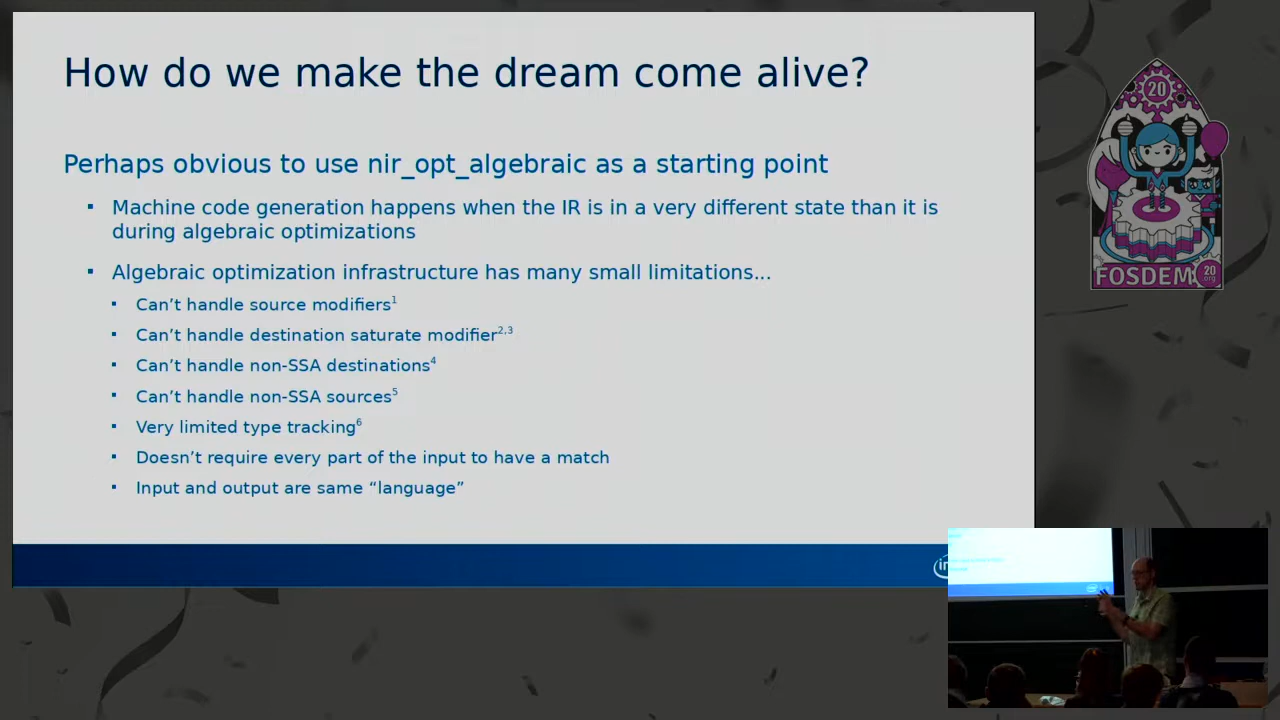 How do we make the dream come alive?
Perhaps obvious to use nir_opt_algebraic as a starting point
▪ Machine code generation happens when the IR is in a very different state than it is
during algebraic optimizations
▪ Algebraic optimization infrastructure has many small limitations...
▪ Can’t handle source modifiers1
▪ Can’t handle destination saturate modifier2,3
▪ Can’t handle non-SSA destinations4
▪ Can’t handle non-SSA sources5
▪ Very limited type tracking6
▪ Doesn’t require every part of the input to have a match
▪ Input and output are same “language”
20
FOSDEM 20
.org